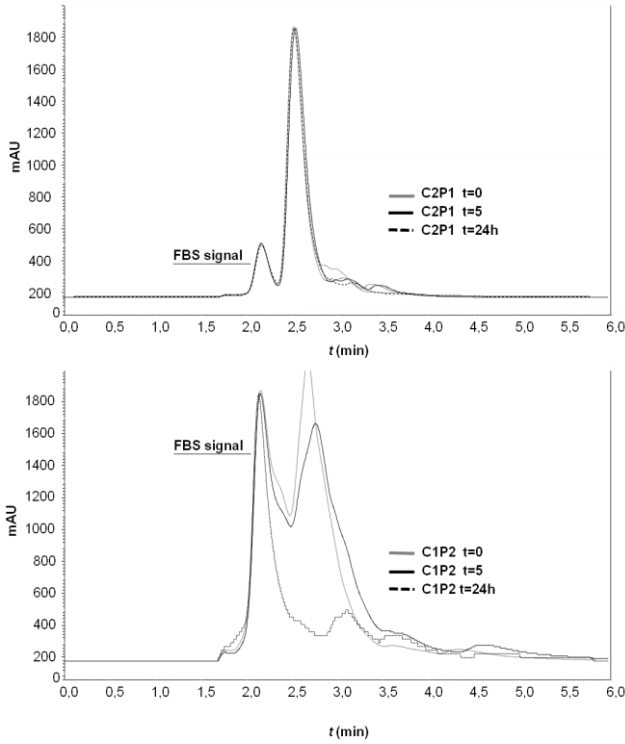 1800
1600
1400
1200
1000
800
600
400
200
0
mAU
FBS signal
C2P1 t=0
C2P1 t=5
C2P1 t=24h
0,0 0,5 1,0 1,5 2,0 2,5 3,0 3,5 4,0 4,5 5,0 5,5 6,0
t (min)
1800
1600
1400
1200
1000
800
600
400
200
0
mAU
FBS signal
C1P2 t=0
C1P2 t=5
C1P2 t=24h
0,0 0,5 1,0 1,5 2,0 2,5 3,0 3,5 4,0 4,5 5,0 5,5 6,0
t (min)